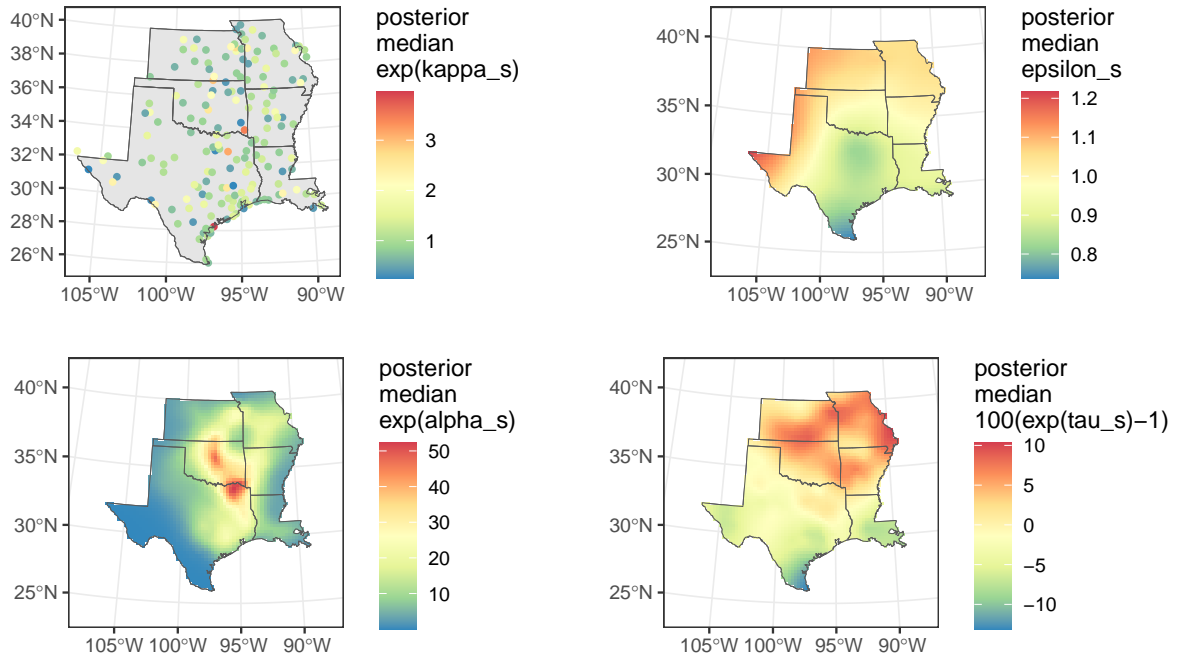 posterior
median
exp(kappa_s)
40°N
38°N
36°N
34°N
32°N
30°N
28°N
26°N
3
2
1
105°W 100°W 95°W 90°W
posterior
median
epsilon_s
40°N
35°N
30°N
25°N
1.2
1.1
1.0
0.9
0.8
105°W 100°W 95°W 90°W
posterior
median
exp(alpha_s)
40°N
35°N
30°N
25°N
50
40
30
20
10
105°W 100°W 95°W 90°W
posterior
median
100(exp(tau_s)−1)
40°N
35°N
30°N
25°N
10
5
0
−5
−10
105°W 100°W 95°W 90°W